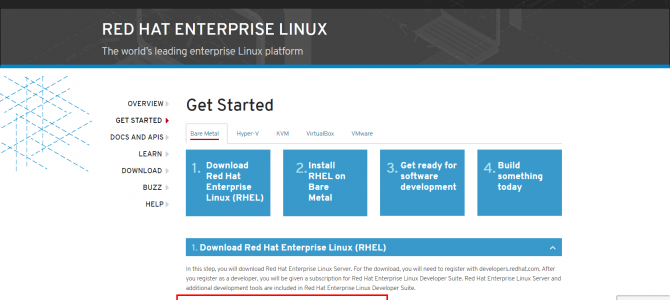 RED HAT ENTERPRISE LINUX
The world's leading enterprise Linux platform
OVERVIEW
GET STARTED
DOCS AND APIS
LEARN
DOWNLOAD
BUZZ
HELP
Get Started
Bare Metal Hyper-V KVM VirtualBox VMware
1. Download
Red Hat
Enterprise
Linux (RHEL)
2. Install
RHEL on
Bare
Metal
3. Get ready for
software
development
4. Build
something
today
1. Download Red Hat Enterprise Linux (RHEL)
In this step, you will download Red Hat Enterprise Linux Server. For the download, you will need to register with developers.redhat.com. After
you register as a developer, you will be given a subscription for Red Hat Enterprise Linux Developer Suite. Red Hat Enterprise Linux Server and
additional development tools are included in Red Hat Enterprise Linux Developer Suite.